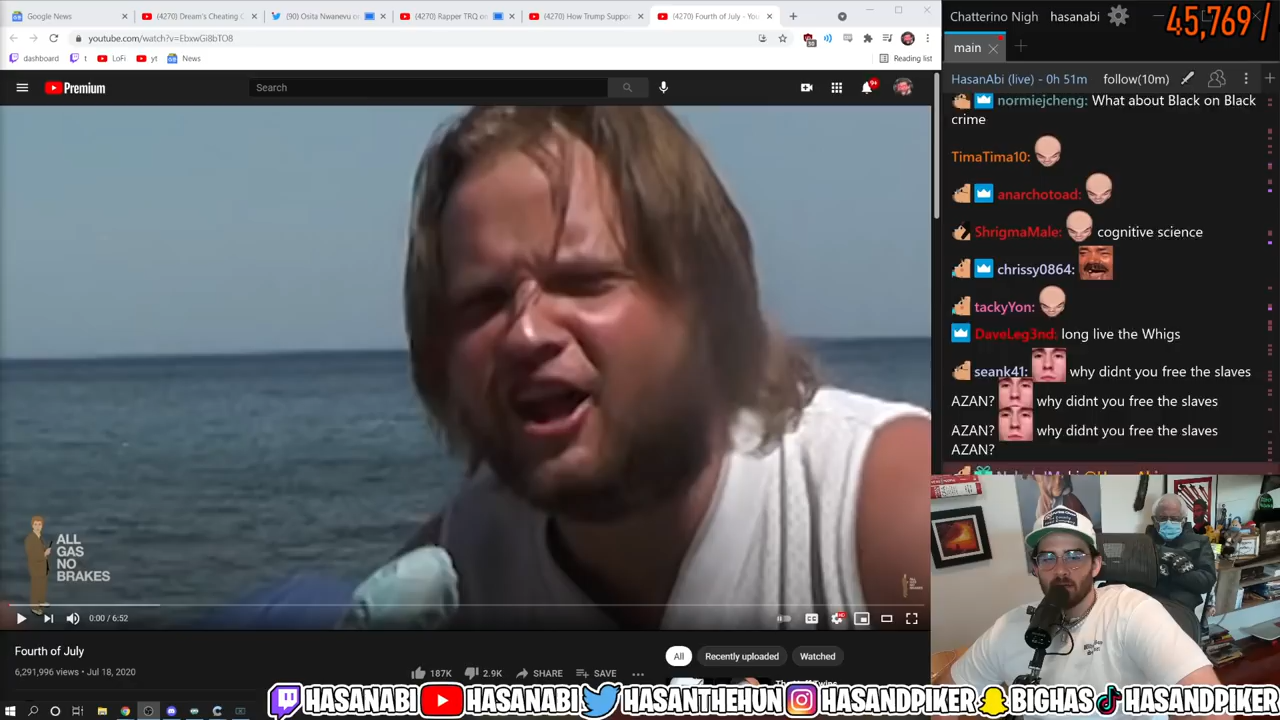 Google News
(4270) Dream's Cheating C
(90) Osita Nwanevu on
(4270) Rapper TRQ on
(4270) How Trump Support
(4270) Fourth of July - You
youtube.com/watch?v=EbxwGi8bTO8
dashboard
t
LoFi
yt
News
Reading list
Premium
Search
9+
ALL
GAS
NO
BRAKES
0:00 / 6:52
Fourth of July
6,291,996 views • Jul 18, 2020
187K
2.9K
SHARE
SAVE
All
Recently uploaded
Watched
Chatterino Nigh
hasanabi
45,769 /
main
HasanAbi (live) - 0h 51m
follow(10m)
normiejcheng: What about Black on Black
crime
TimaTima10:
anarchotoad:
ShrigmaMale: cognitive science
chrissy0864:
tackyYon:
DaveLeg3nd: long live the Whigs
seank41: why didnt you free the slaves
AZAN? why didnt you free the slaves
AZAN? why didnt you free the slaves
AZAN?
HASANABI
HASANABI
HASANTHEHUN
HASANDPIKER
BIGHAS
HASANDPIKER